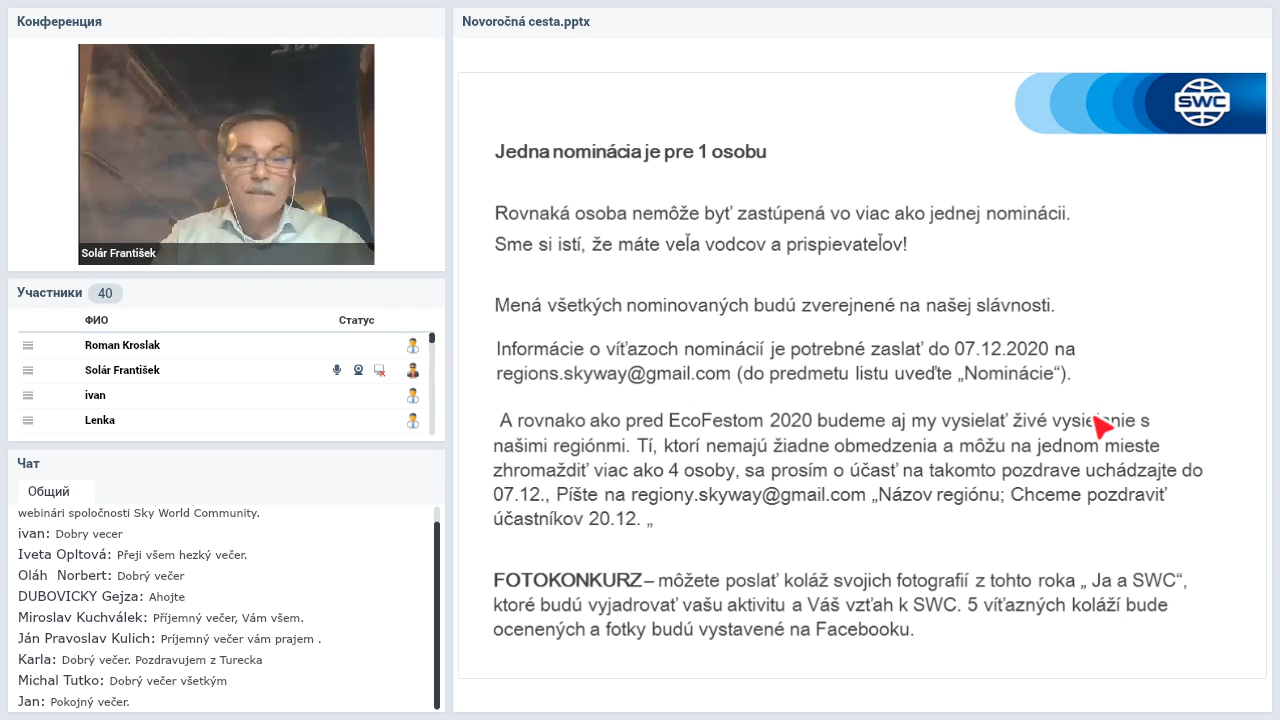 Конференция
Solár František
Участники 40
ФИО Статус
Roman Kroslak
Solár František
ivan
Lenka
Чат
Общий
webinári spoločnosti Sky World Community.
ivan: Dobry vecer
Iveta Opltová: Přeji všem hezký večer.
Oláh Norbert: Dobrý večer
DUBOVICKY Gejza: Ahojte
Miroslav Kuchválek: Příjemný večer, Vám všem.
Ján Pravoslav Kulich: Príjemný večer vám prajem .
Karla: Dobrý večer. Pozdravujem z Turecka
Michal Tutko: Dobrý večer všetkým
Jan: Pokojný večer.
Novoročná cesta.pptx
SWC
Jedna nominácia je pre 1 osobu
Rovnaká osoba nemôže byť zastúpená vo viac ako jednej nominácii.
Sme si istí, že máte veľa vodcov a prispievateľov!
Mená všetkých nominovaných budú zverejnené na našej slávnosti.
Informácie o víťazoch nominácií je potrebné zaslať do 07.12.2020 na
regions.skyway@gmail.com (do predmetu listu uveďte „Nominácie“).
A rovnako ako pred EcoFestom 2020 budeme aj my vysielať živé s
našimi regiónmi. Tí, ktorí nemajú žiadne obmedzenia a môžu na jednom mieste
zhromaždiť viac ako 4 osoby, sa prosím o účasť na takomto pozdrave uchádzajte do
07.12., Píšte na regiony.skyway@gmail.com „Názov regiónu; Chceme pozdraviť
účastníkov 20.12. „
FOTOKONKURZ – môžete poslať koláž svojich fotografií z tohto roka „ Ja a SWC“,
ktoré budú vyjadrovať vašu aktivitu a Váš vzťah k SWC. 5 víťazných koláží bude
ocenených a fotky budú vystavené na Facebooku.